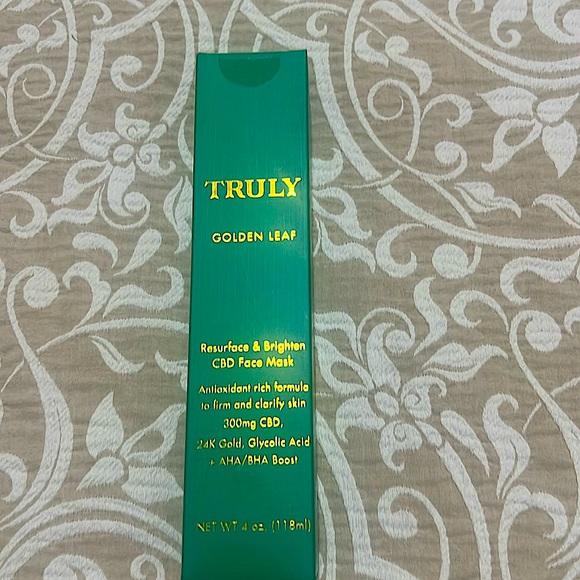 TRULY
GOLDEN LEAF
Resurface & Brighten
CBD Face Mask
Antioxidant rich formula
to firm and clarify skin
300mg CBD,
24K Gold, Glycolic Acid
+ AHA/BHA Boost
NET WT 4 oz. (118ml)